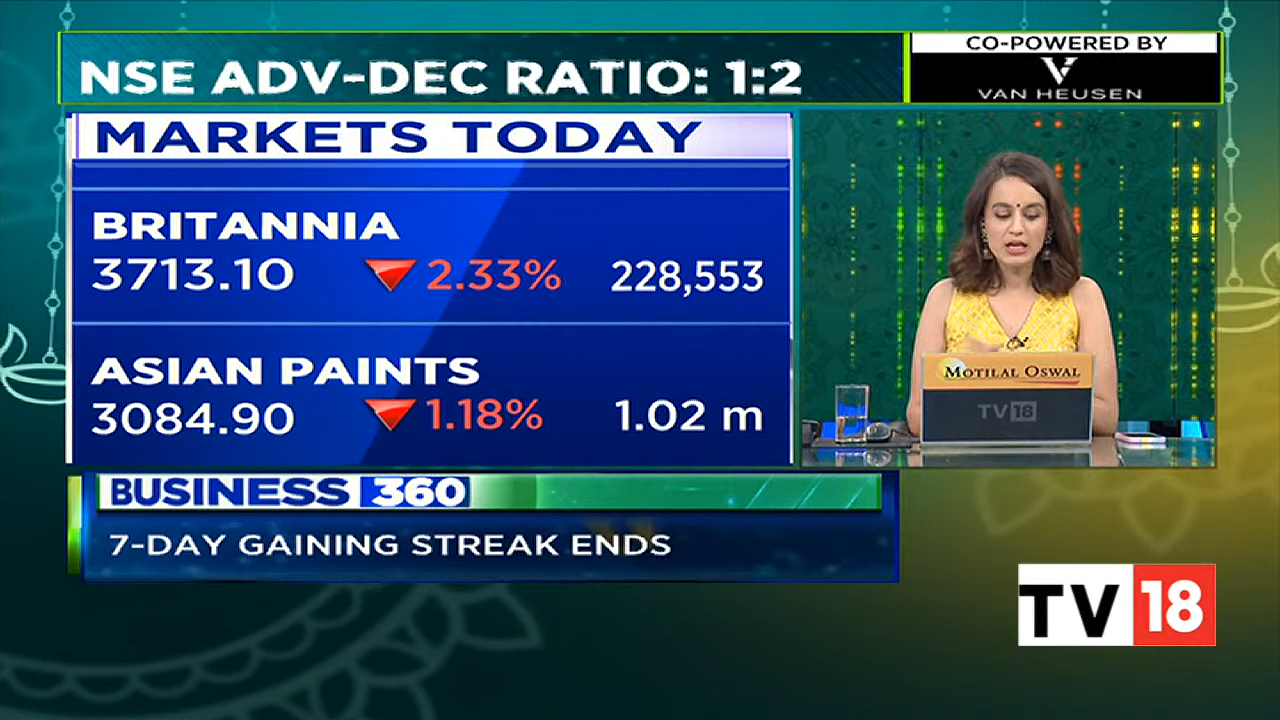 NSE ADV-DEC RATIO: 1:2
CO-POWERED BY
VAN HEUSEN
MARKETS TODAY
BRITANNIA
3713.10 2.33% 228,553
ASIAN PAINTS
3084.90 1.18% 1.02 m
MOTILAL OSWAL
TV18
BUSINESS 360
7-DAY GAINING STREAK ENDS
TV18